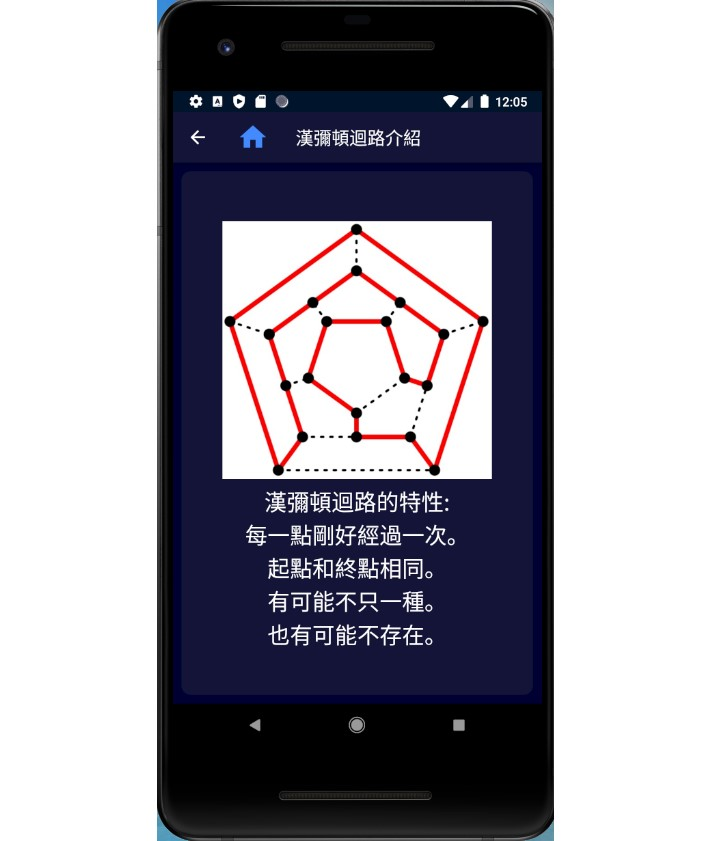 12:05
漢彌頓迴路介紹
漢彌頓迴路的特性:
每一點剛好經過一次。
起點和終點相同。
有可能不只一種。
也有可能不存在。